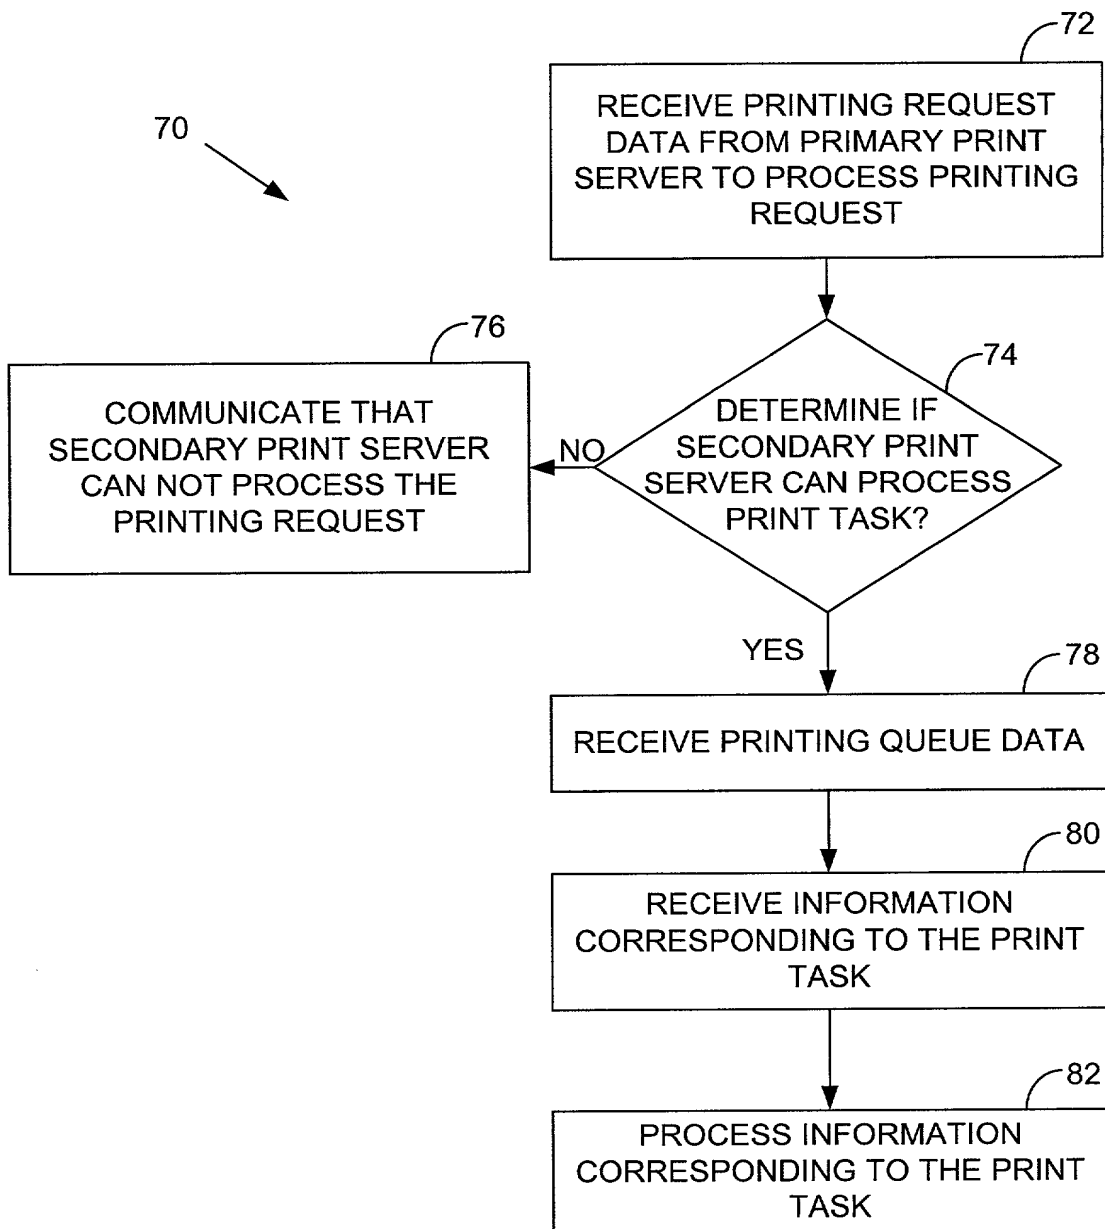 72
RECEIVE PRINTING REQUEST
DATA FROM PRIMARY PRINT
SERVER TO PROCESS PRINTING
REQUEST
70
76
COMMUNICATE THAT
SECONDARY PRINT SERVER
CAN NOT PROCESS THE
PRINTING REQUEST
NO
74
DETERMINE IF
SECONDARY PRINT
SERVER CAN PROCESS
PRINT TASK?
YES
78
RECEIVE PRINTING QUEUE DATA
80
RECEIVE INFORMATION
CORRESPONDING TO THE PRINT
TASK
82
PROCESS INFORMATION
CORRESPONDING TO THE PRINT
TASK